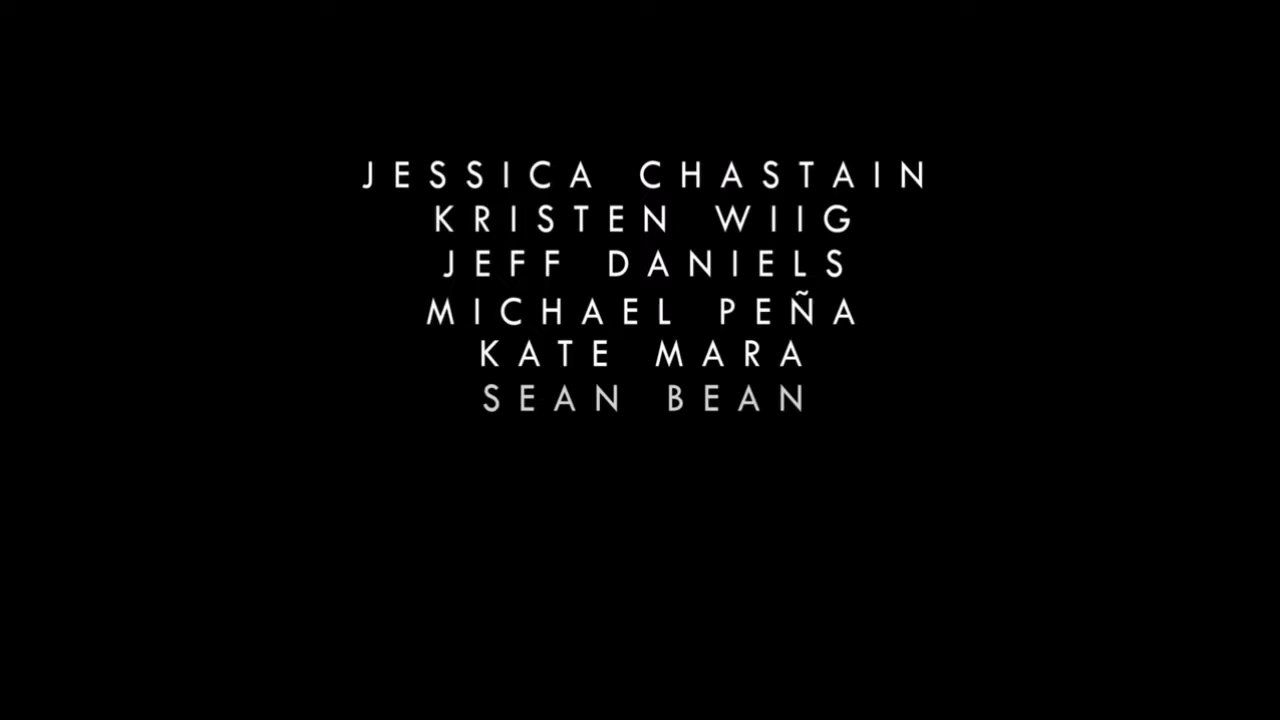 JESSICA CHASTAIN
KRISTEN WIIG
JEFF DANIELS
MICHAEL PEÑA
KATE MARA
SEAN BEAN